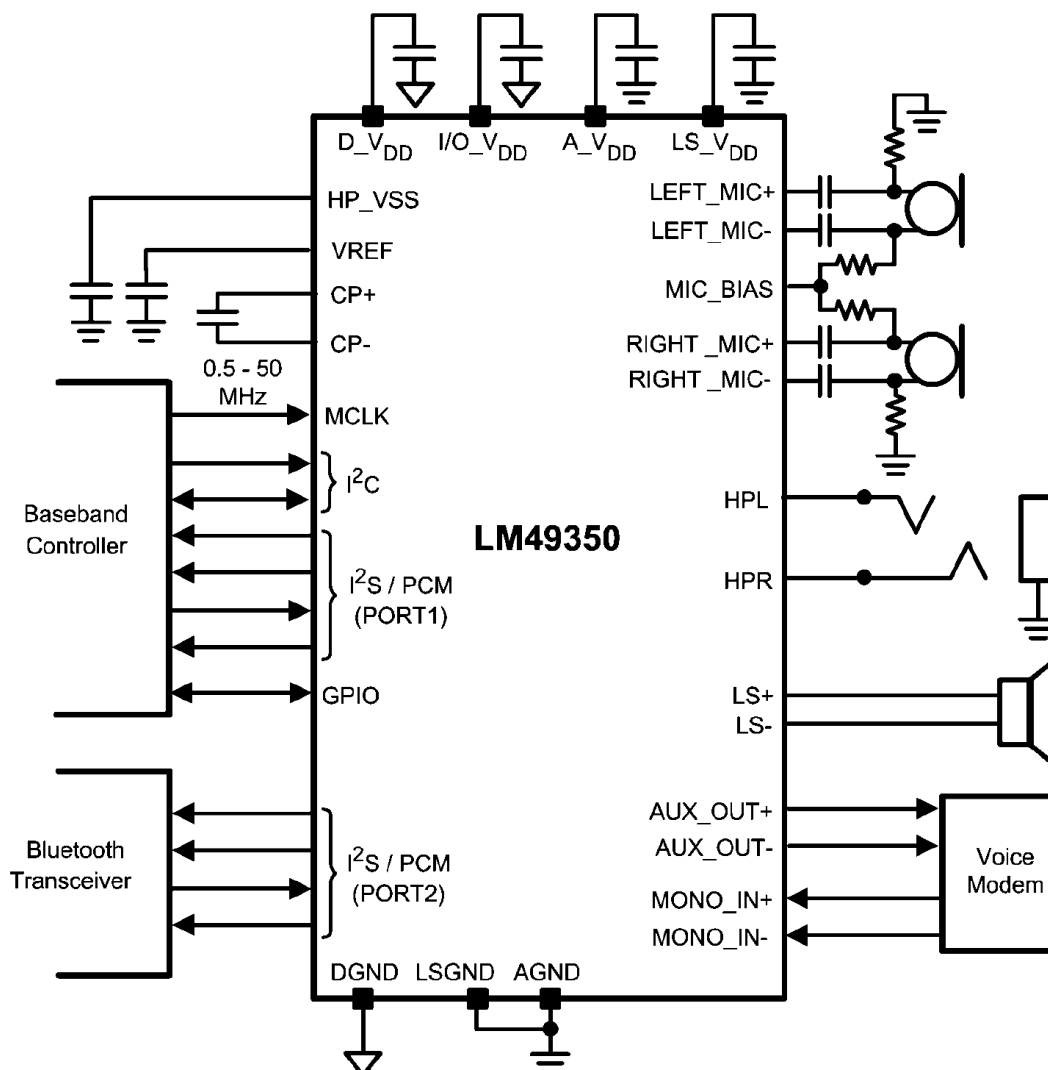 D_VDD
I/O_VDD
A_VDD
LS_VDD
HP_VSS
VREF
CP+
CP-
0.5 - 50
MHz
MCLK
I²C
Baseband
Controller
I²S / PCM
(PORT1)
GPIO
Bluetooth
Transceiver
I²S / PCM
(PORT2)
LM49350
LEFT_MIC+
LEFT_MIC-
MIC_BIAS
RIGHT _MIC+
RIGHT _MIC-
HPL
HPR
LS+
LS-
AUX_OUT+
AUX_OUT-
MONO_IN+
MONO_IN-
Voice
Modem
DGND
LSGND
AGND